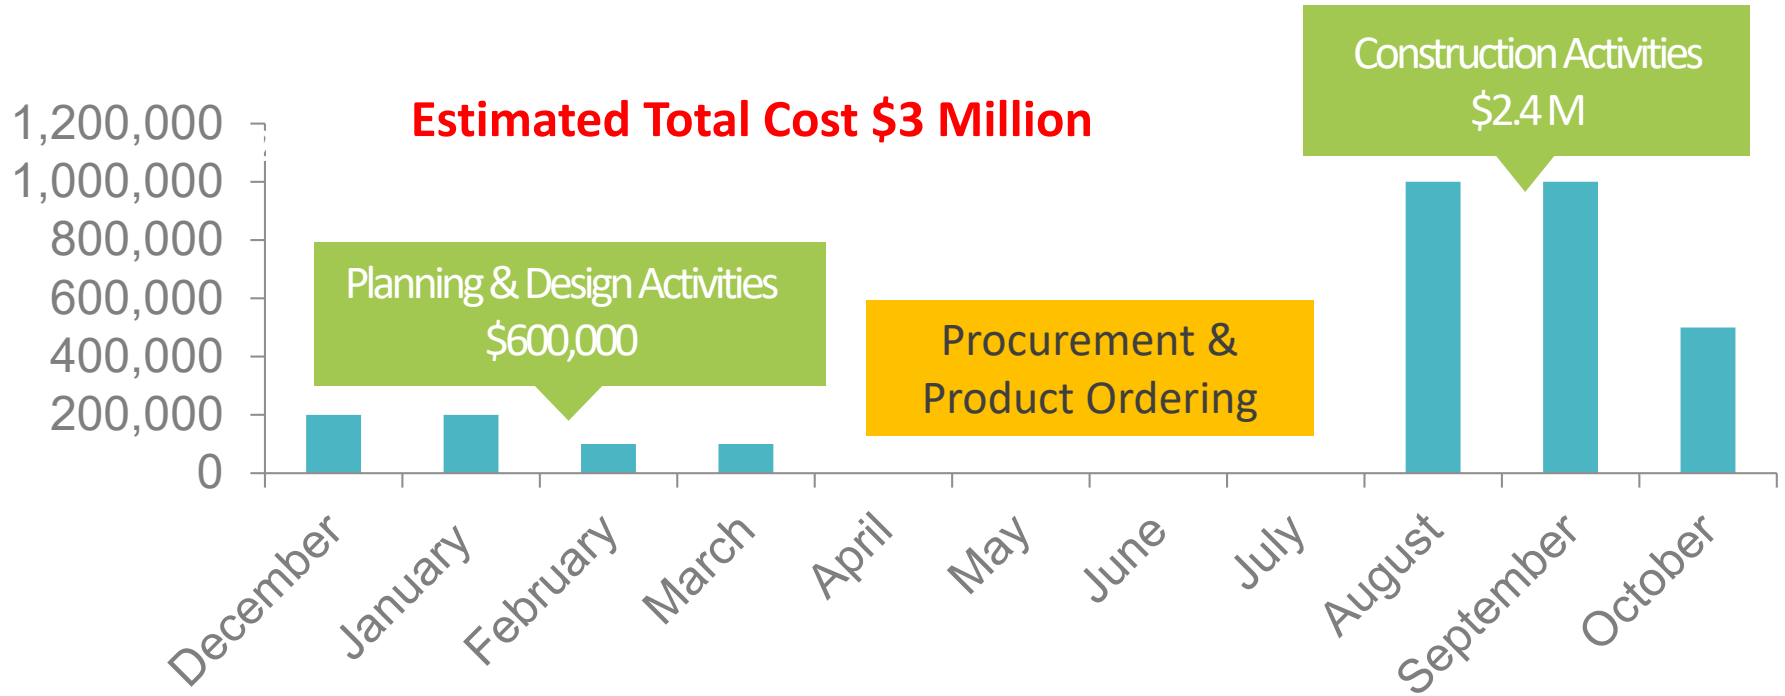 Estimated Total Cost $3 Million
Construction Activities
$2.4 M
Planning & Design Activities
$600,000
Procurement &
Product Ordering
1,200,000
1,000,000
800,000
600,000
400,000
200,000
0
December
January
February
March
April
May
June
July
August
September
October